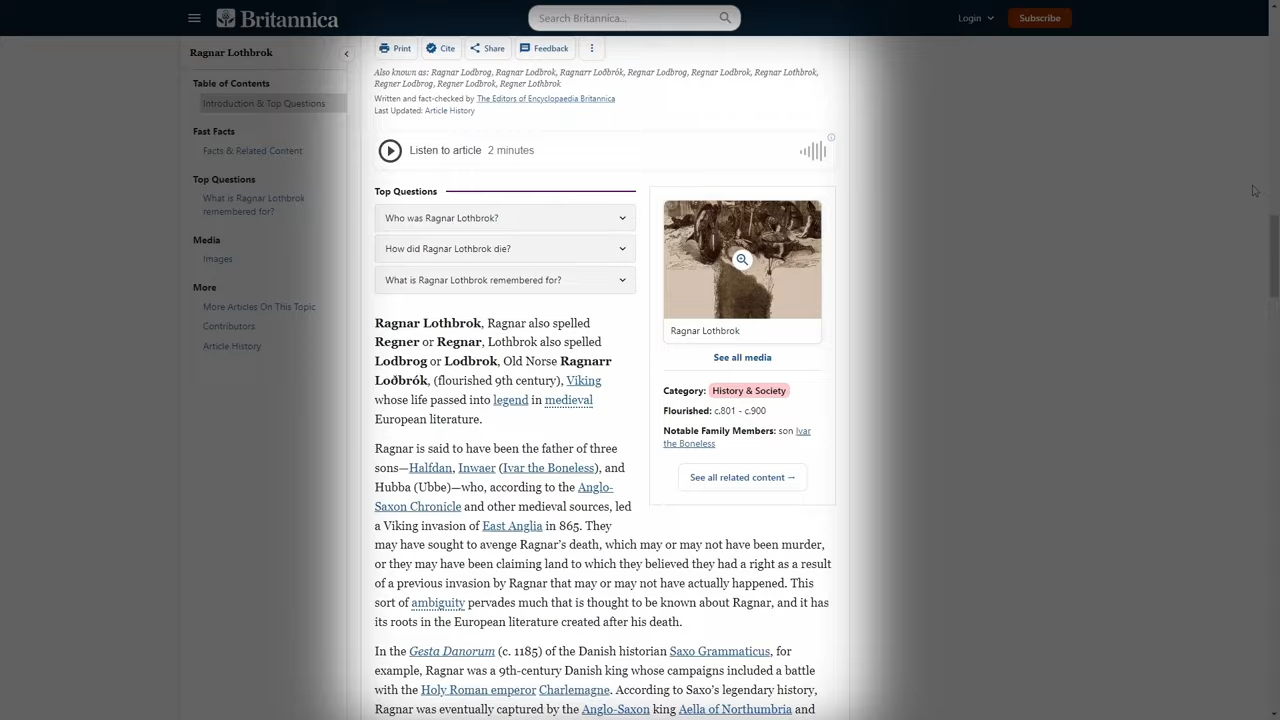 Britannica
Search Britannica...
Login
Subscribe
Ragnar Lothbrok
Table of Contents
Introduction & Top Questions
Fast Facts
Facts & Related Content
Top Questions
What is Ragnar Lothbrok
remembered for?
Media
Images
More
More Articles On This Topic
Contributors
Article History
Print
Cite
Share
Feedback
Also known as: Ragnar Lodbrog, Ragnar Lodbrok, Ragnarr Loðbrók, Regnar Lodbrog, Regnar Lodbrok, Regnar Lothbrok,
Regner Lodbrog, Regner Lodbrok, Regner Lothbrok
Written and fact-checked by The Editors of Encyclopaedia Britannica
Last Updated: Article History
Listen to article 2 minutes
Top Questions
Who was Ragnar Lothbrok?
How did Ragnar Lothbrok die?
What is Ragnar Lothbrok remembered for?
Ragnar Lothbrok, Ragnar also spelled
Regner or Regnar, Lothbrok also spelled
Lodbrog or Lodbrok, Old Norse Ragnarr
Loðbrók, (flourished 9th century), Viking
whose life passed into legend in medieval
European literature.
Ragnar is said to have been the father of three
sons—Halfdan, Inwaer (Ivar the Boneless), and
Hubba (Ubbe)—who, according to the Anglo-
Saxon Chronicle and other medieval sources, led
a Viking invasion of East Anglia in 865. They
may have sought to avenge Ragnar’s death, which may or may not have been murder,
or they may have been claiming land to which they believed they had a right as a result
of a previous invasion by Ragnar that may or may not have actually happened. This
sort of ambiguity pervades much that is thought to be known about Ragnar, and it has
its roots in the European literature created after his death.
In the Gesta Danorum (c. 1185) of the Danish historian Saxo Grammaticus, for
example, Ragnar was a 9th-century Danish king whose campaigns included a battle
with the Holy Roman emperor Charlemagne. According to Saxo’s legendary history,
Ragnar was eventually captured by the Anglo-Saxon king Aella of Northumbria and
Ragnar Lothbrok
See all media
Category: History & Society
Flourished: c.801 - c.900
Notable Family Members: son Ivar
the Boneless
See all related content →